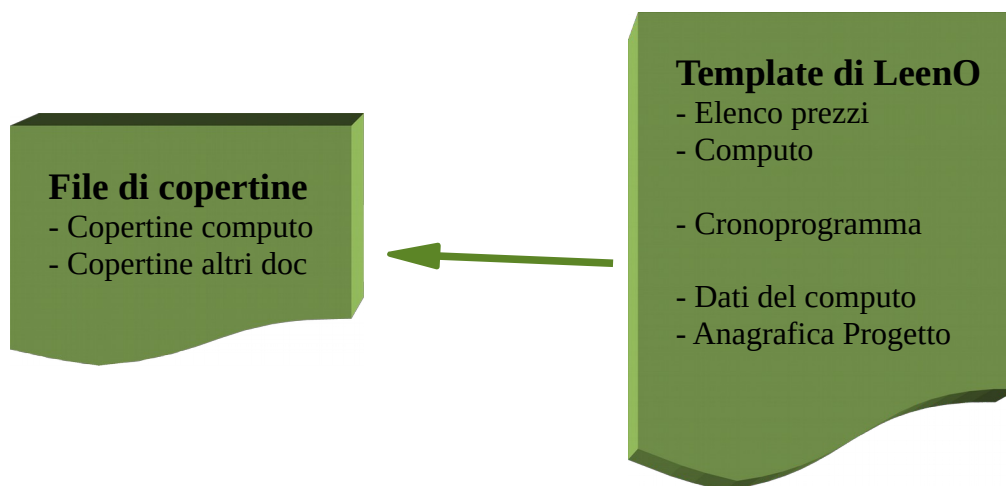 File di copertine
- Copertine computo
- Copertine altri doc
Template di LeenO
- Elenco prezzi
- Computo
- Cronoprogramma
- Dati del computo
- Anagrafica Progetto